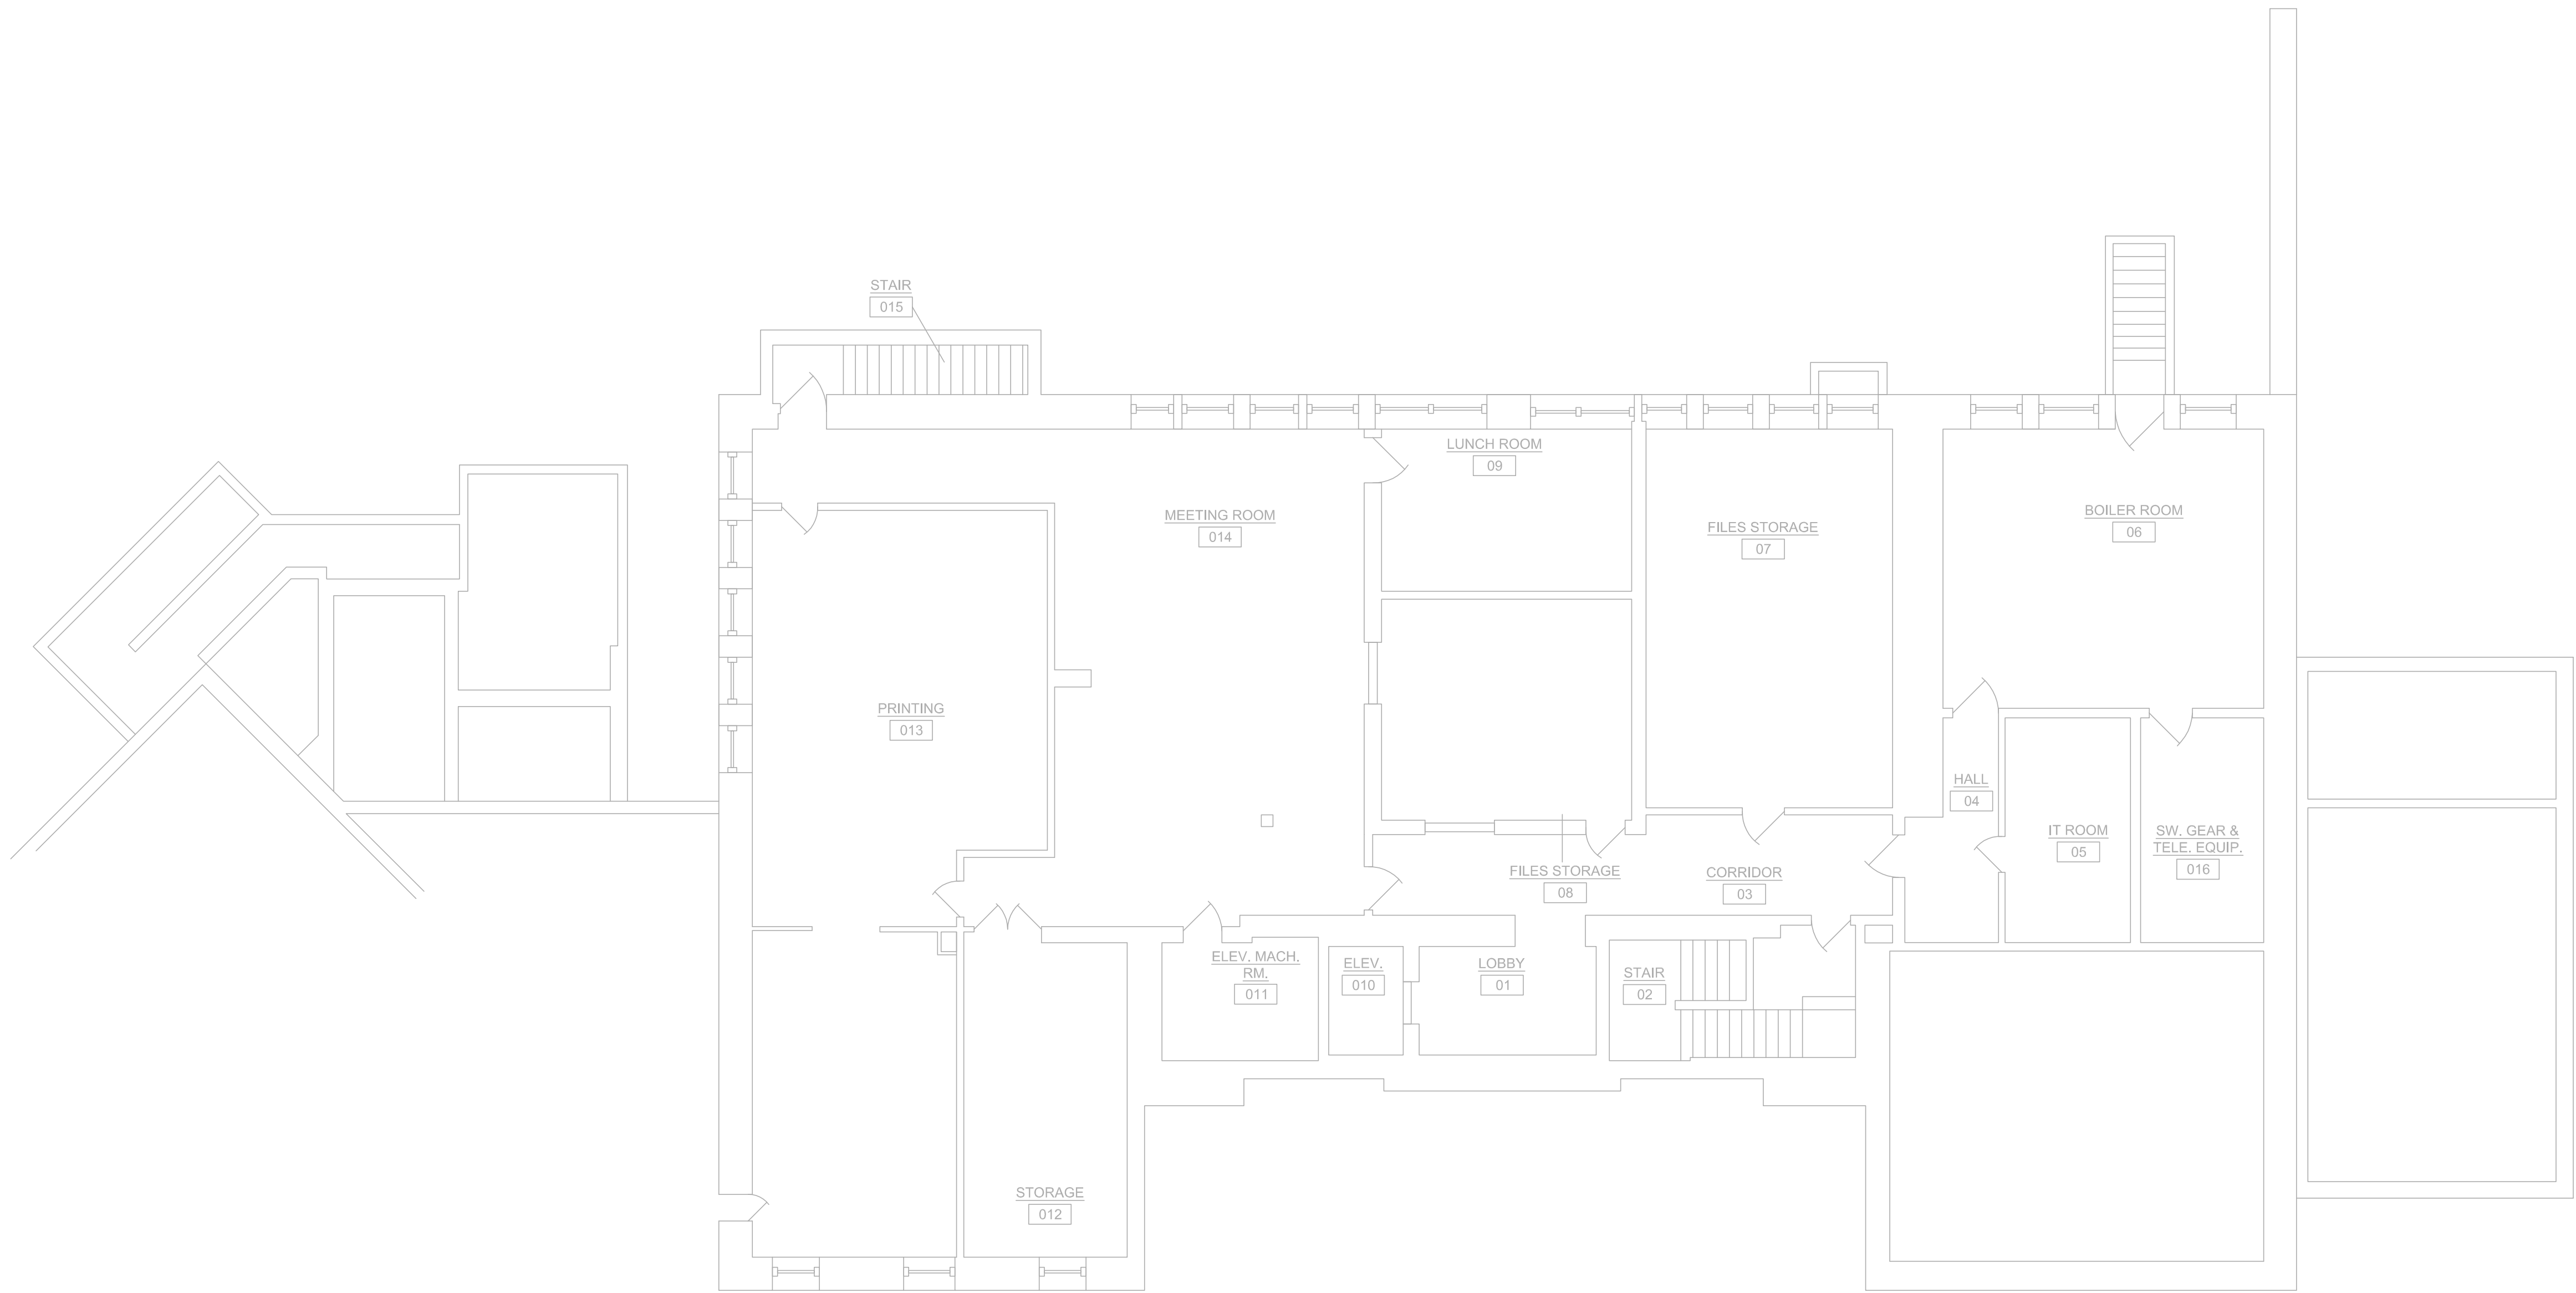 STAIR
015
LUNCH ROOM
09
MEETING ROOM
014
FILES STORAGE
07
BOILER ROOM
06
PRINTING
013
HALL
04
IT ROOM
05
SW. GEAR &
TELE. EQUIP.
016
FILES STORAGE
08
CORRIDOR
03
ELEV. MACH.
RM.
011
ELEV.
010
LOBBY
01
STAIR
02
STORAGE
012